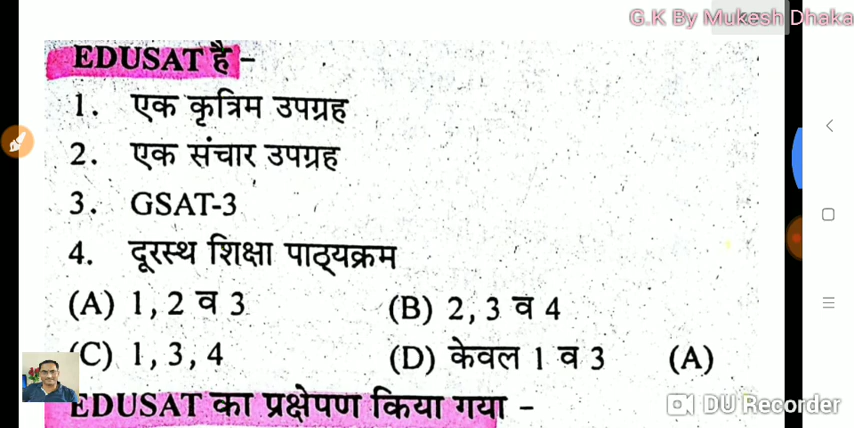 G.K By Mukesh Dhaka
EDUSAT है -
1. एक कृत्रिम उपग्रह
2. एक संचार उपग्रह
3. GSAT-3
4. दूरस्थ शिक्षा पाठ्यक्रम
(A) 1, 2 व 3 (B) 2, 3 व 4
(C) 1, 3, 4 (D) केवल 1 व 3 (A)
EDUSAT का प्रक्षेपण किया गया -
DU Recorder